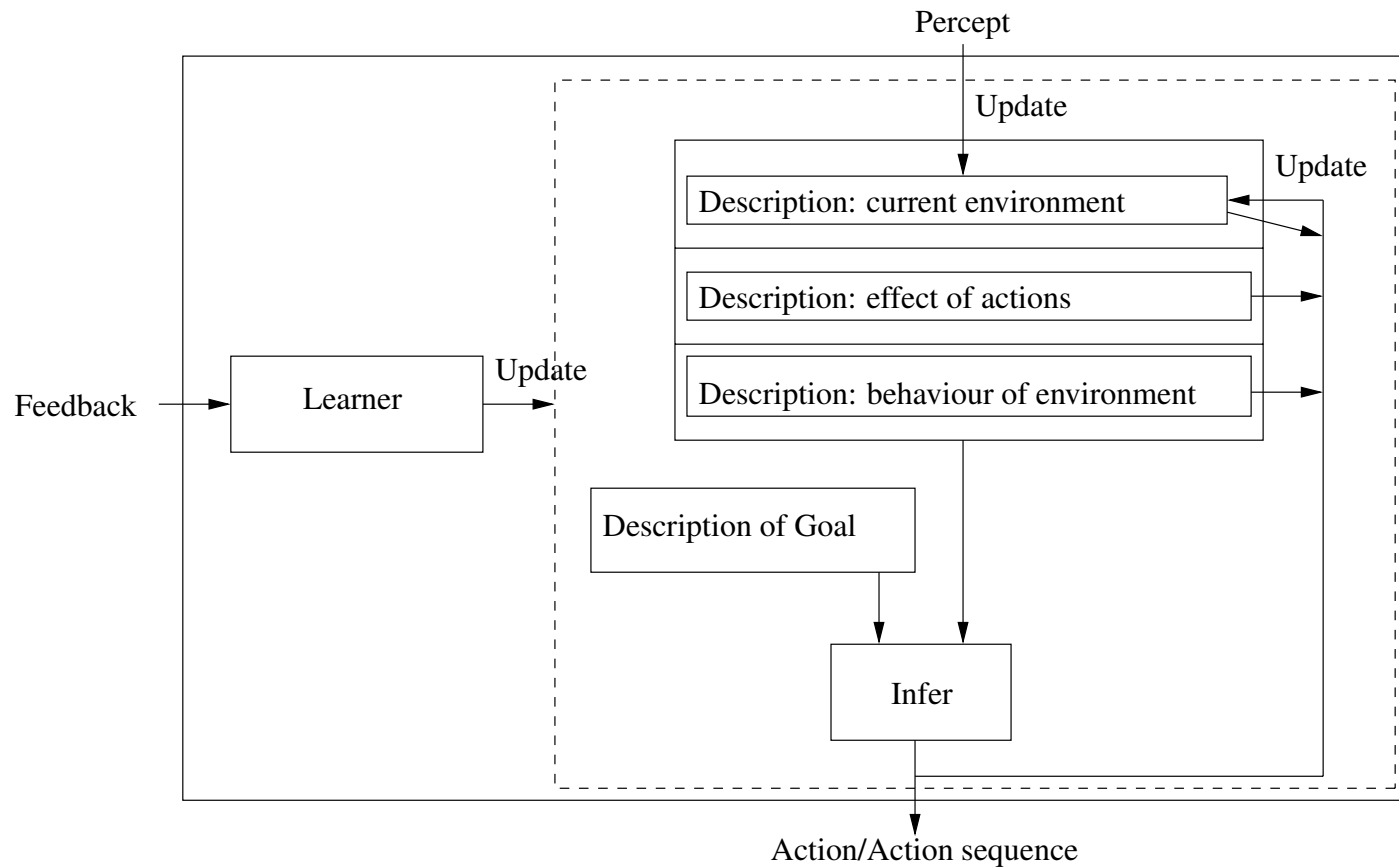 Percept
Update
Update
Description: current environment
Description: effect of actions
Description: behaviour of environment
Update
Learner
Feedback
Description of Goal
Infer
Action/Action sequence